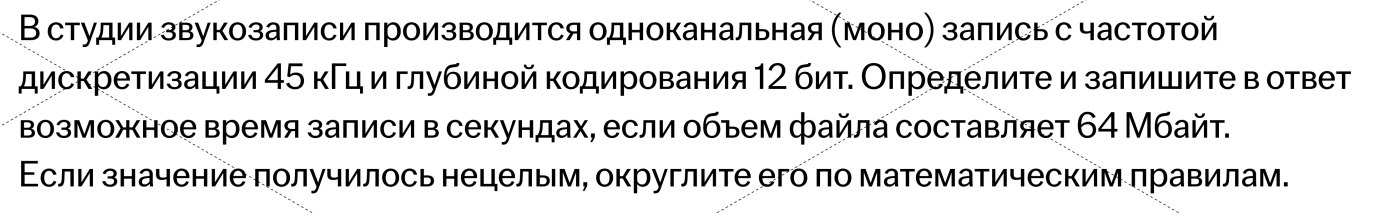 В студии звукозаписи производится одноканальная (моно) запись с частотой
дискретизации 45 кГц и глубиной кодирования 12 бит. Определите и запишите в ответ
возможное время записи в секундах, если объем файла составляет 64 Мбайт.
Если значение получилось нецелым, округлите его по математическим правилам.